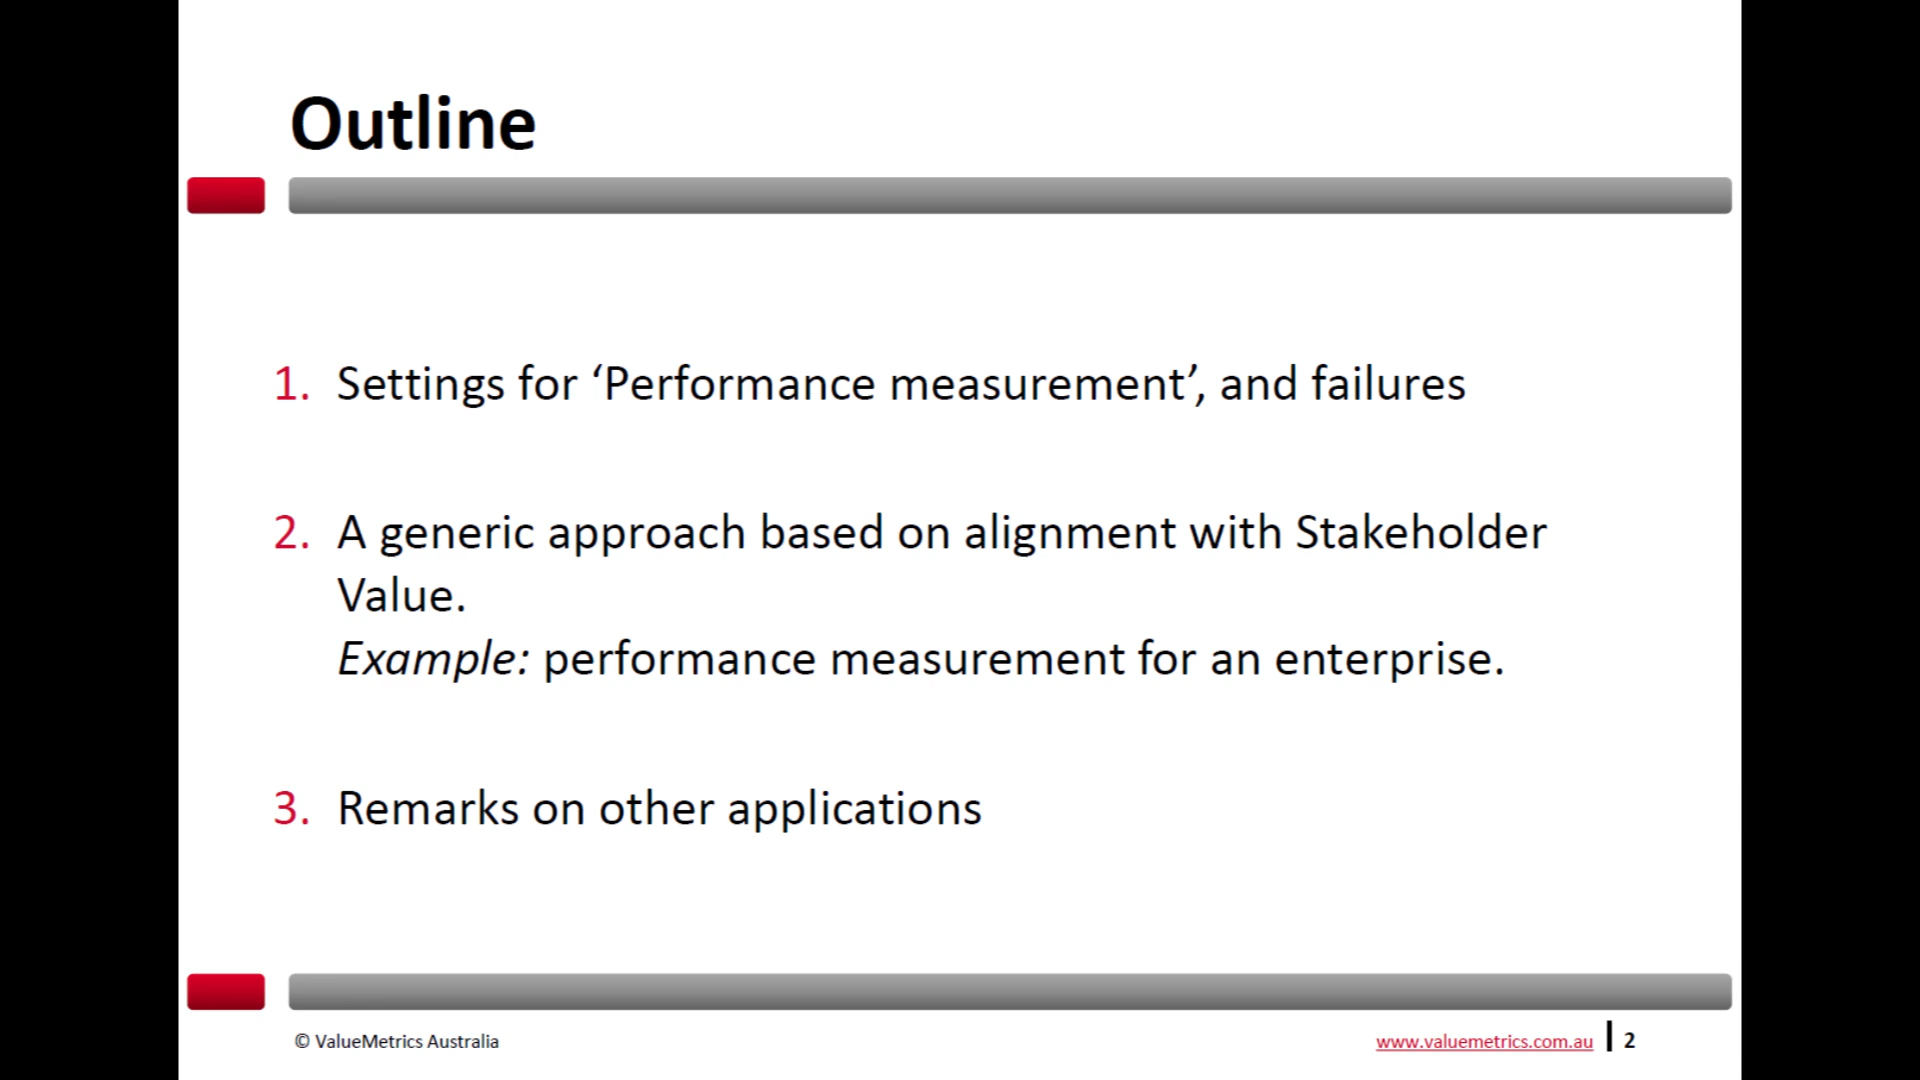 Outline
1. Settings for ‘Performance measurement’, and failures
2. A generic approach based on alignment with Stakeholder
Value.
Example: performance measurement for an enterprise.
3. Remarks on other applications
© ValueMetrics Australia
www.valuemetrics.com.au | 2